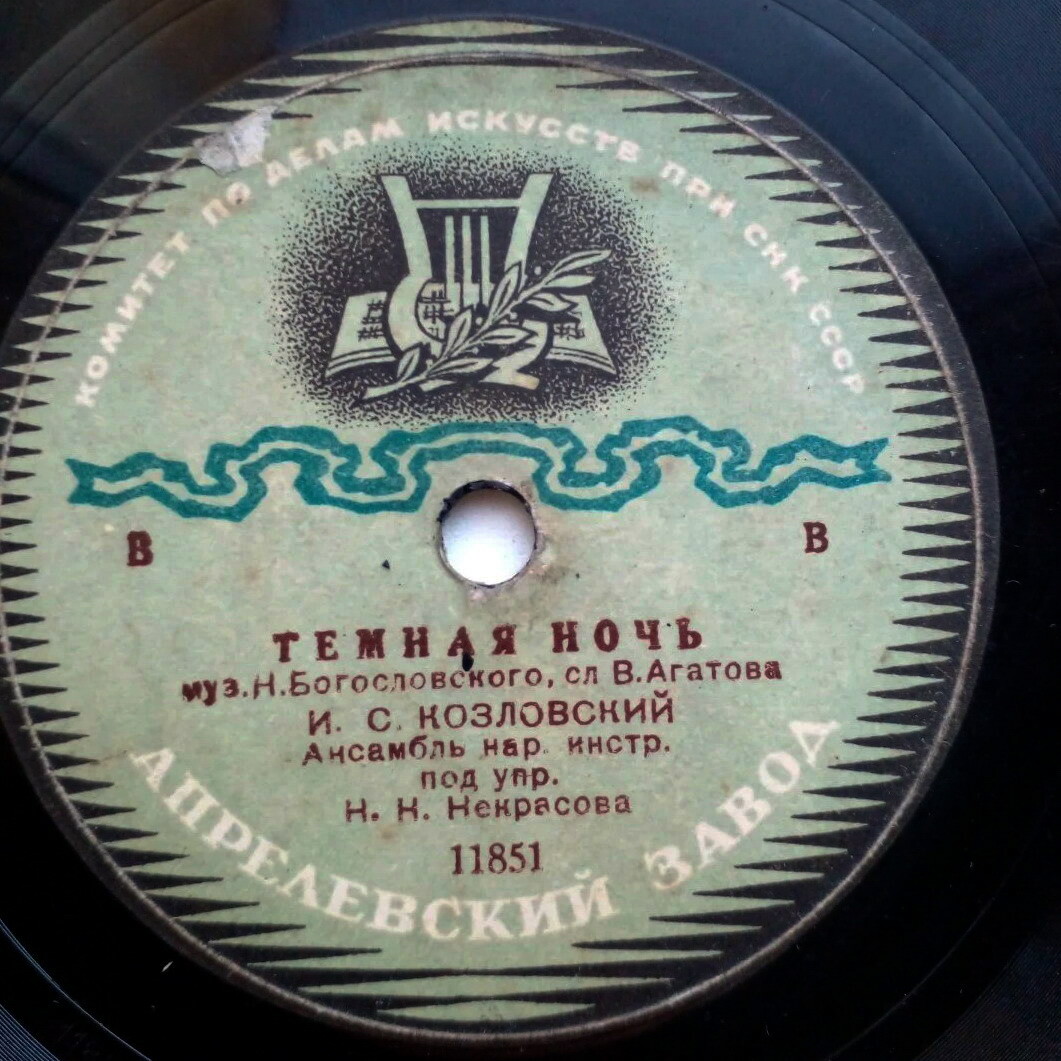 КОМИТЕТ ПО ДЕЛАМ ИСКУССТВ ПРИ СНК СССР
В В
ТЕМНАЯ НОЧЬ
муз.Н.Богословского, сл В.Агатова
И. С. КОЗЛОВСКИЙ
Ансамбль нар. инстр.
под упр.
Н. Н. Некрасова
11851
АПРЕЛЕВСКИЙ ЗАВОД